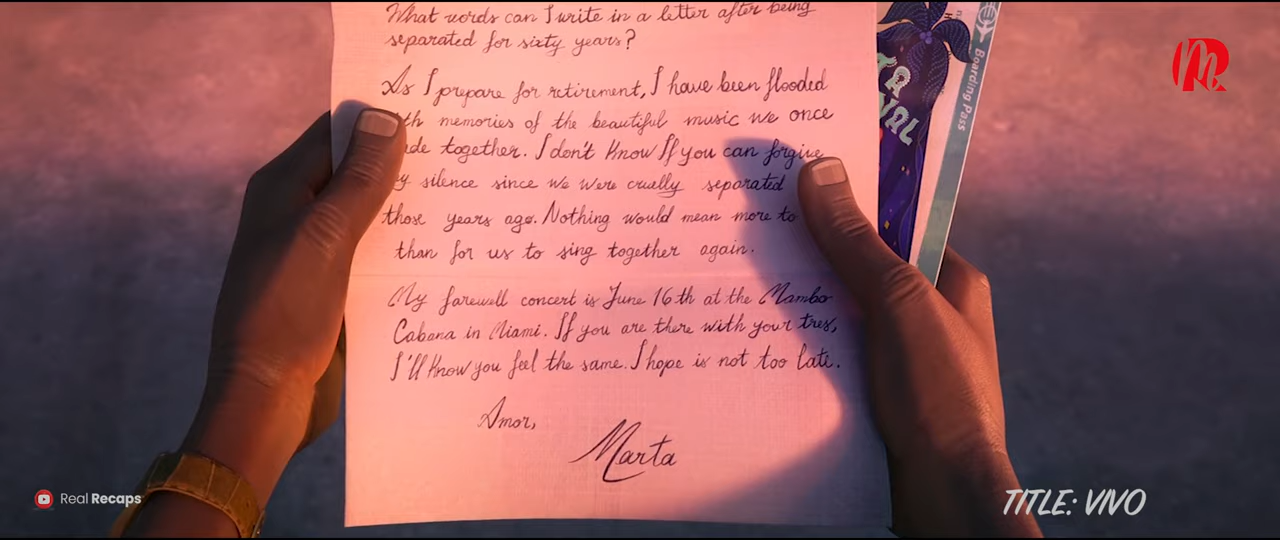 What words can I write in a letter after being
separated for sixty years?
As I prepare for retirement, I have been flooded
th memories of the beautiful music we once
de together. I don't Know If you can forgive
y silence since we were cruelly separated
those years ago. Nothing would mean more to
than for us to sing together again.
My farewell concert is June 16th at the Mambo
Cabana in Miami. If you are there with your tres,
I'll Know you feel the same. I hope is not too late.
Amor,
Marta
Boarding Pass
Real Recaps
TITLE: VIVO